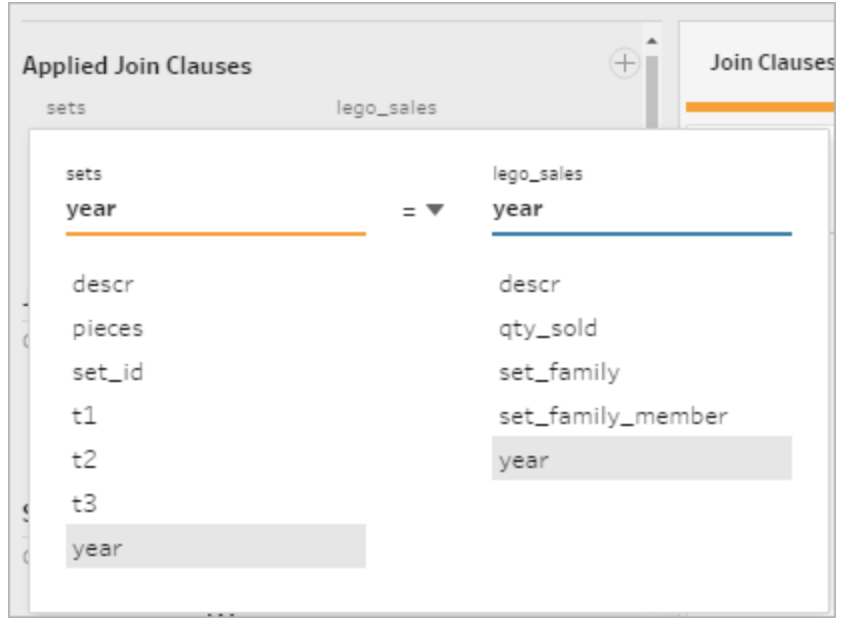 Applied Join Clauses
Join Clauses
sets lego_sales
sets lego_sales
year = year
descr descr
pieces qty_sold
set_id set_family
t1 set_family_member
t2 year
t3
year